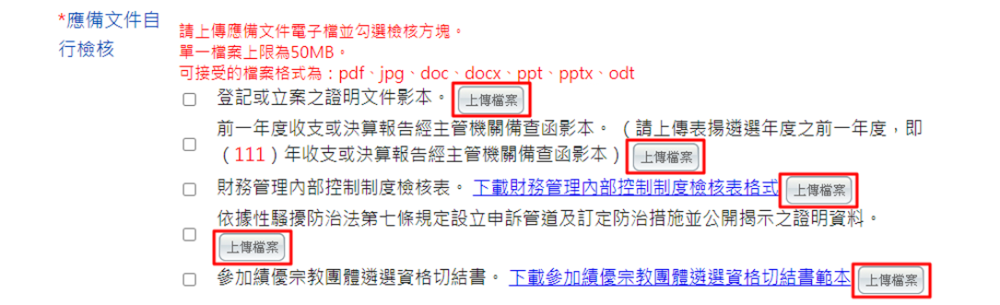 *應備文件自
行檢核
請上傳應備文件電子檔並勾選檢核方塊。
單一檔案上限為50MB。
可接受的檔案格式為：pdf、jpg、doc、docx、ppt、pptx、odt
登記或立案之證明文件影本。 上傳檔案
前一年度收支或決算報告經主管機關備查函影本。（請上傳表揚遴選年度之前一年度，即
（111）年收支或決算報告經主管機關備查函影本） 上傳檔案
財務管理內部控制制度檢核表。 下載財務管理內部控制制度檢核表格式 上傳檔案
依據性騷擾防治法第七條規定設立申訴管道及訂定防治措施並公開揭示之證明資料。
上傳檔案
參加績優宗教團體遴選資格切結書。 下載參加績優宗教團體遴選資格切結書範本 上傳檔案